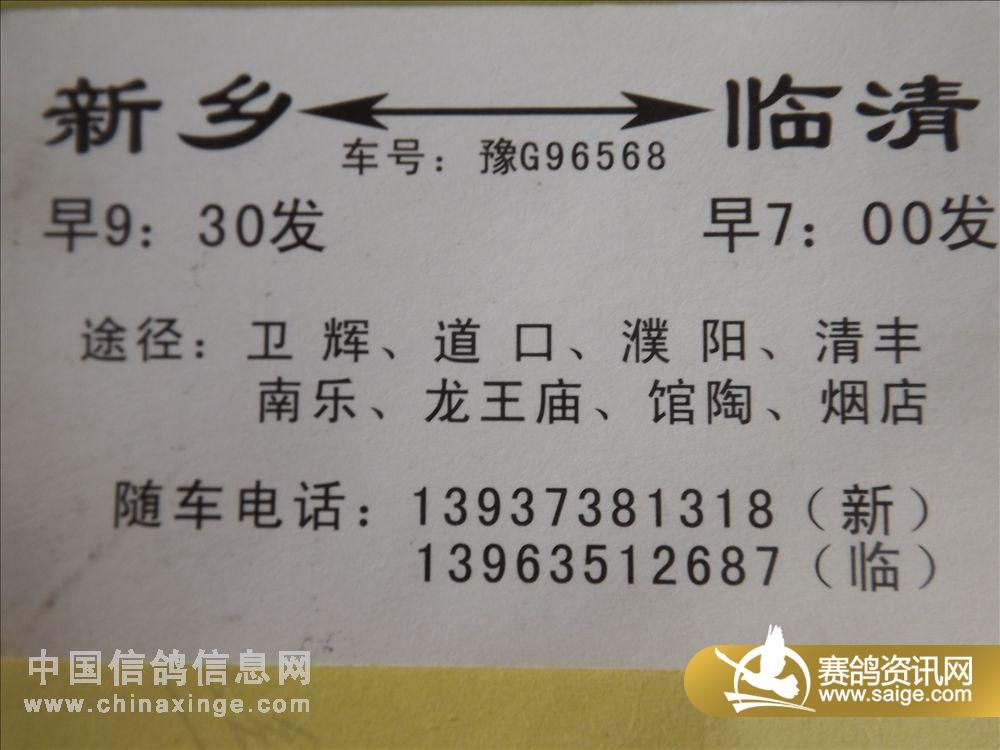 新乡 临清
车号：豫G96568
早9：30发 早7：00发
途径：卫辉、道口、濮阳、清丰
南乐、龙王庙、馆陶、烟店
随车电话：13937381318（新）
13963512687（临）
中国信鸽信息网
www.chinaxinge.com
赛鸽资讯网
www.saige.com